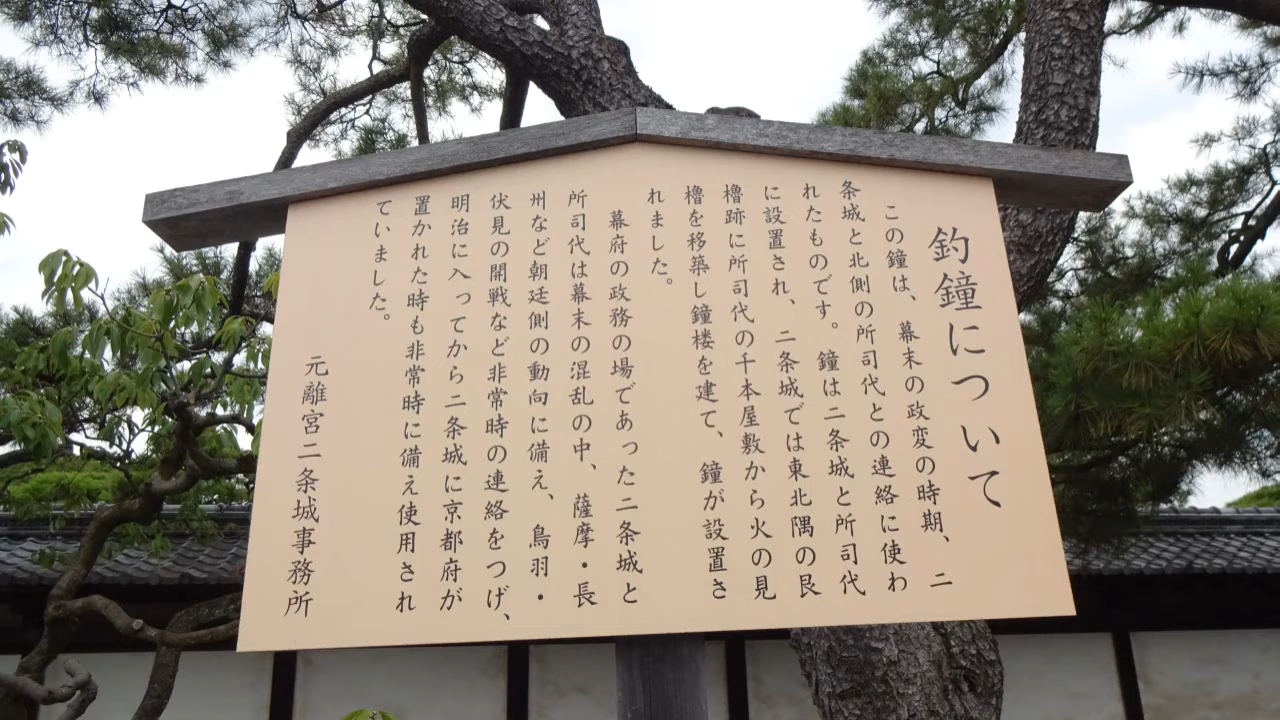 釣鐘について
この鐘は、幕末の政変の時期、二
条城と北側の所司代との連絡に使わ
れたものです。鐘は二条城と所司代
に設置され、二条城では東北隅の艮
櫓跡に所司代の千本屋敷から火の見
櫓を移築し鐘楼を建て、鐘が設置さ
れました。
幕府の政務の場であった二条城と
所司代は幕末の混乱の中、薩摩・長
州など朝廷側の動向に備え、鳥羽・
伏見の開戦など非常時の連絡をつげ、
明治に入ってから二条城に京都府が
置かれた時も非常時に備え使用され
ていました。
元離宮二条城事務所